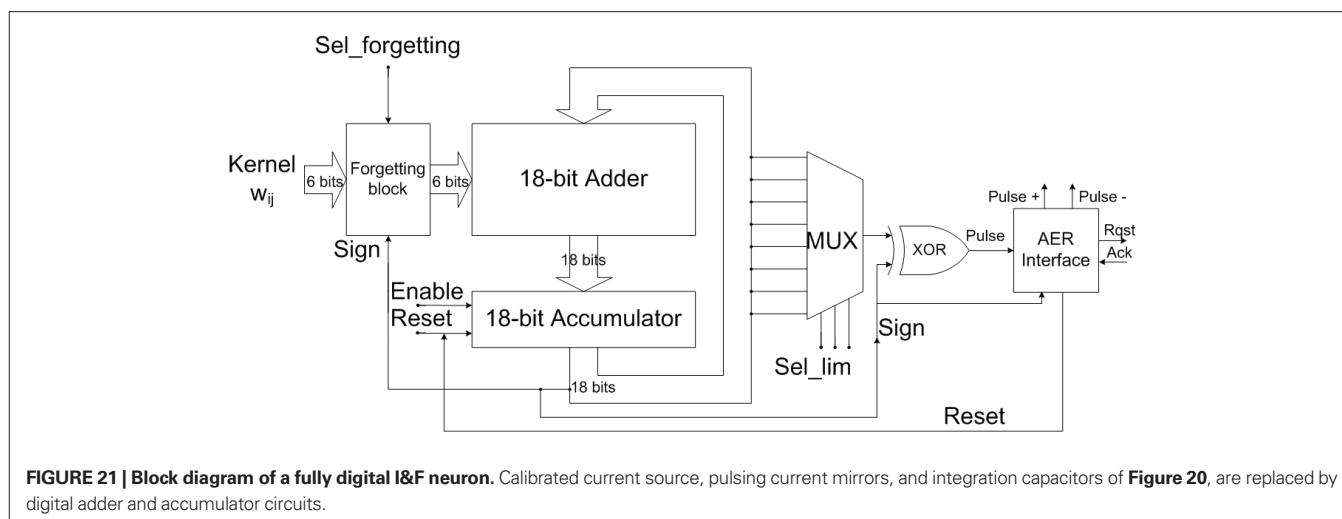 Sel_forgetting
Kernel
wij
6 bits
Forgetting
block
6 bits
18-bit Adder
Sign
18 bits
Enable
Reset
18-bit Accumulator
18 bits
MUX
Sel_lim
XOR
Sign
Pulse
Pulse +
Pulse -
AER
Interface
Rqst
Ack
Reset
FIGURE 21 | Block diagram of a fully digital I&F neuron. Calibrated current source, pulsing current mirrors, and integration capacitors of Figure 20, are replaced by
digital adder and accumulator circuits.